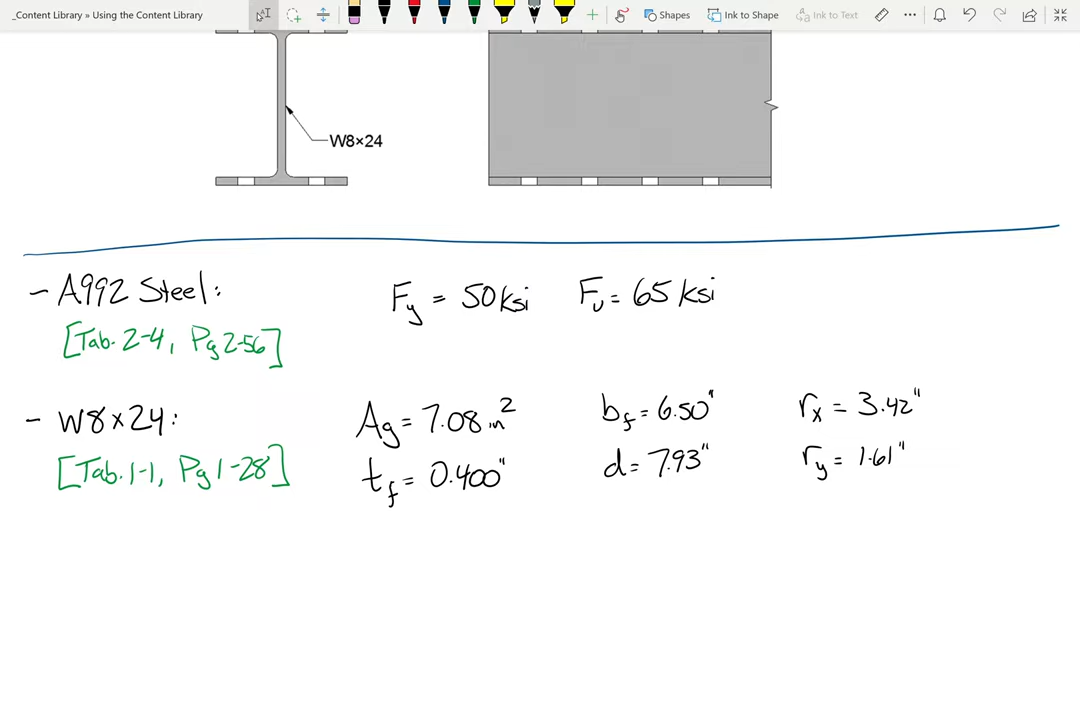 _Content Library » Using the Content Library
Shapes
Ink to Shape
Ink to Text
W8×24
- A992 Steel: Fy = 50 ksi Fu = 65 ksi
[Tab. 2-4, Pg 2-56]
- W8×24: Ag = 7.08 in² bf = 6.50" rx = 3.42"
[Tab. 1-1, Pg 1-28] tf = 0.400" d = 7.93" ry = 1.61"